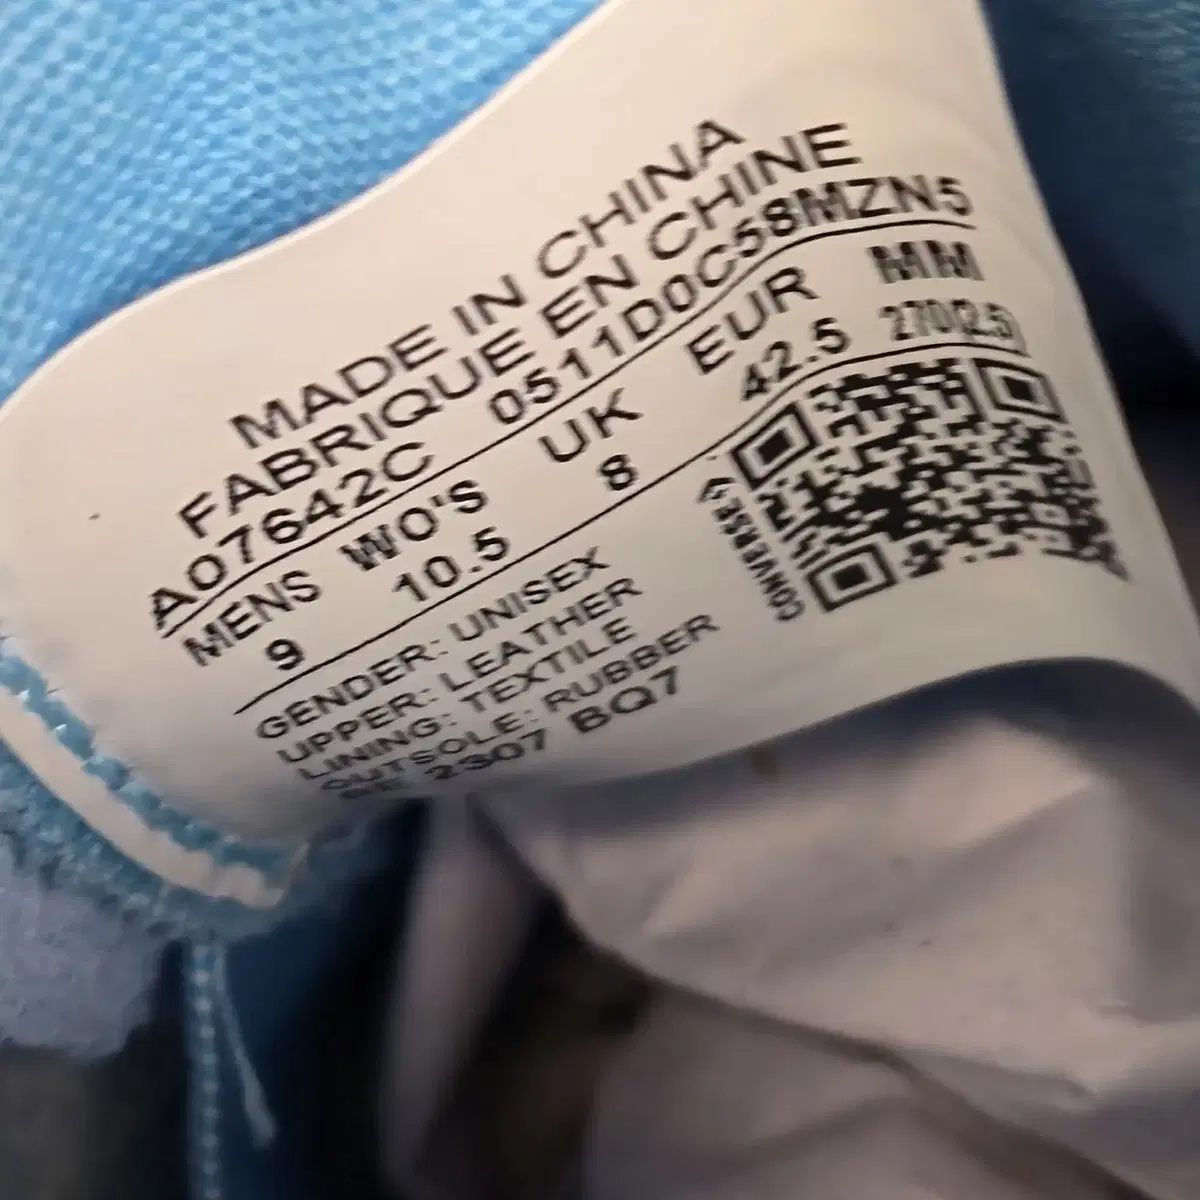 MADE IN CHINA
FABRIQUE EN CHINE
A07642C 0511D0C58MZN5
MENS WO'S UK EUR MM
9 10.5 8 42.5 270(2.5)
GENDER: UNISEX
UPPER: LEATHER
LINING: TEXTILE
OUTSOLE: RUBBER
2307 BQ7
CONVERSE